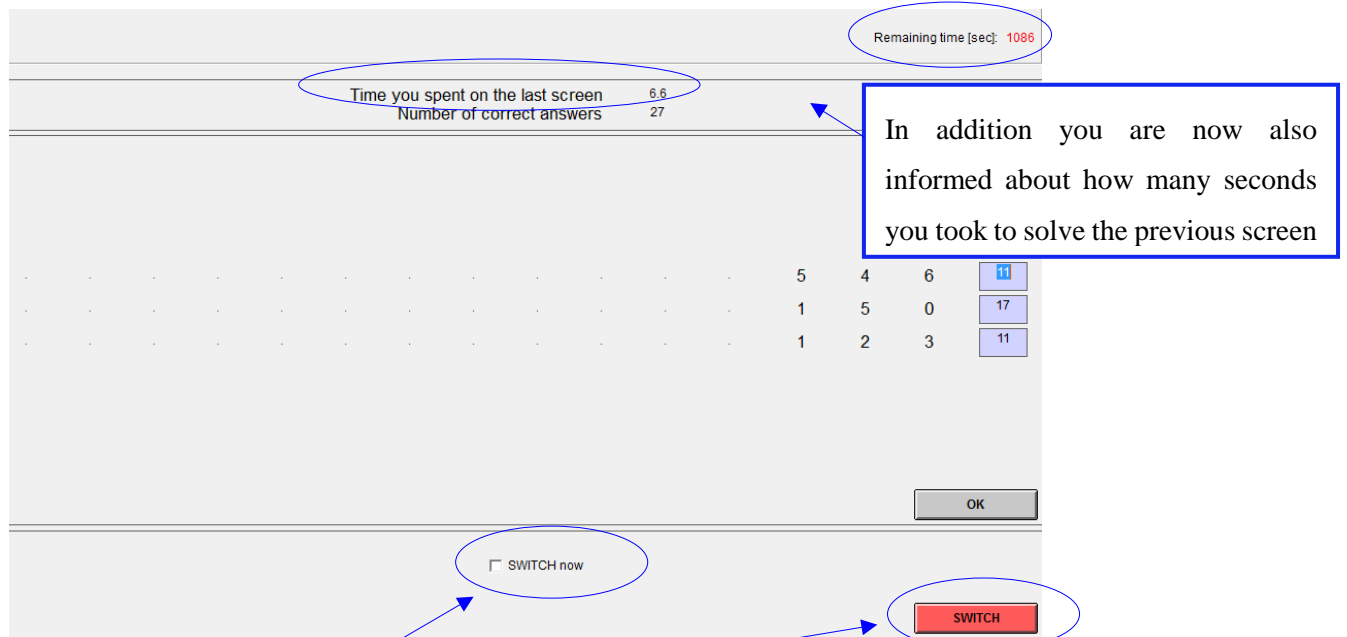 Remaining time [sec]: 1086
Time you spent on the last screen 6.6
Number of correct answers 27
In addition you are now also
informed about how many seconds
you took to solve the previous screen
. . . . . . . . . . . . 5 4 6 11
. . . . . . . . . . . . 1 5 0 17
. . . . . . . . . . . . 1 2 3 11
OK
SWITCH now
SWITCH